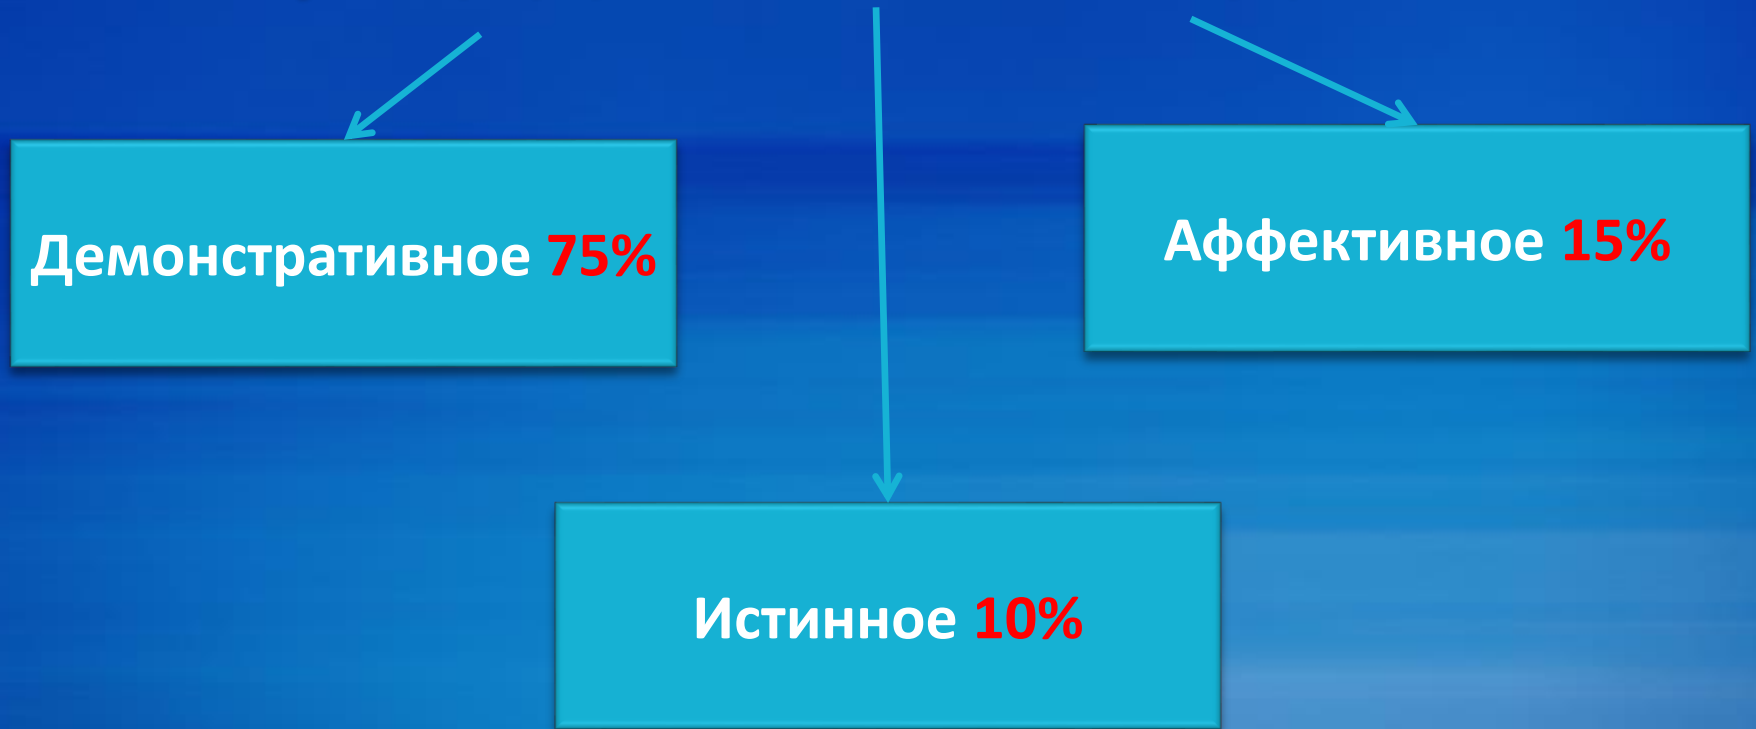 Демонстративное 75%
Аффективное 15%
Истинное 10%